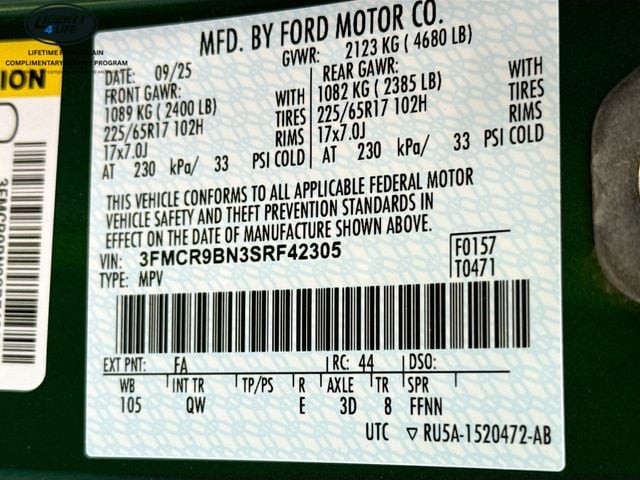 LIBERTY
4 LIFE
LIFETIME POWERTRAIN
COMPLIMENTARY PROGRAM
MFD. BY FORD MOTOR CO.
DATE: 09/25 GVWR: 2123 KG (4680 LB)
FRONT GAWR: REAR GAWR:
1089 KG (2400 LB) WITH 1082 KG (2385 LB) WITH
225/65R17 102H TIRES 225/65R17 102H TIRES
17x7.0J RIMS 17x7.0J RIMS
AT 230 kPa/ 33 PSI COLD AT 230 kPa/ 33 PSI COLD
THIS VEHICLE CONFORMS TO ALL APPLICABLE FEDERAL MOTOR
VEHICLE SAFETY AND THEFT PREVENTION STANDARDS IN
EFFECT ON THE DATE OF MANUFACTURE SHOWN ABOVE.
VIN: 3FMCR9BN3SRF42305 F0157
TYPE: MPV T0471
EXT PNT: FA RC: 44 DSO:
WB INT TR TP/PS R AXLE TR SPR
105 QW E 3D 8 FFNN
UTC ▽ RU5A-1520472-AB